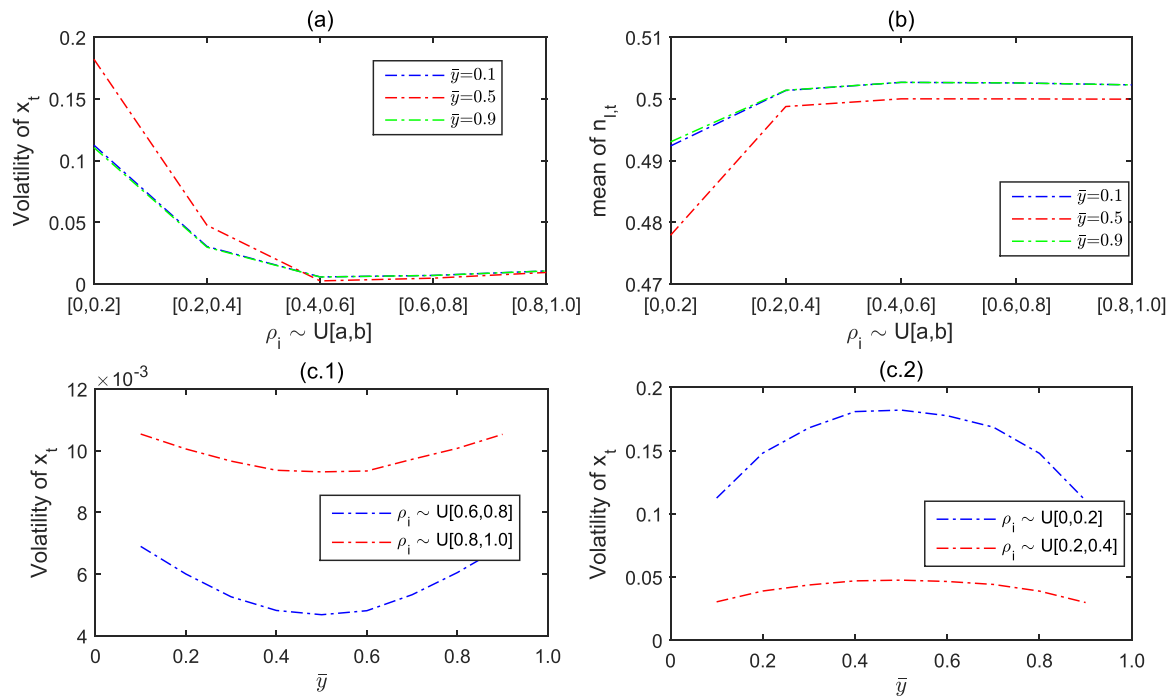 (a)
Volatility of x_t
0.2
0.15
0.1
0.05
0
[0,0.2] [0.2,0.4] [0.4,0.6] [0.6,0.8] [0.8,1.0]
ρ_i ∼ U[a,b]
ȳ=0.1
ȳ=0.5
ȳ=0.9
(b)
mean of n_{I,t}
0.51
0.5
0.49
0.48
0.47
[0,0.2] [0.2,0.4] [0.4,0.6] [0.6,0.8] [0.8,1.0]
ρ_i ∼ U[a,b]
ȳ=0.1
ȳ=0.5
ȳ=0.9
(c.1)
×10⁻³
Volatility of x_t
12
10
8
6
4
0 0.2 0.4 0.6 0.8 1.0
ȳ
ρ_i ∼ U[0.6,0.8]
ρ_i ∼ U[0.8,1.0]
(c.2)
Volatility of x_t
0.2
0.15
0.1
0.05
0
0 0.2 0.4 0.6 0.8 1.0
ȳ
ρ_i ∼ U[0,0.2]
ρ_i ∼ U[0.2,0.4]